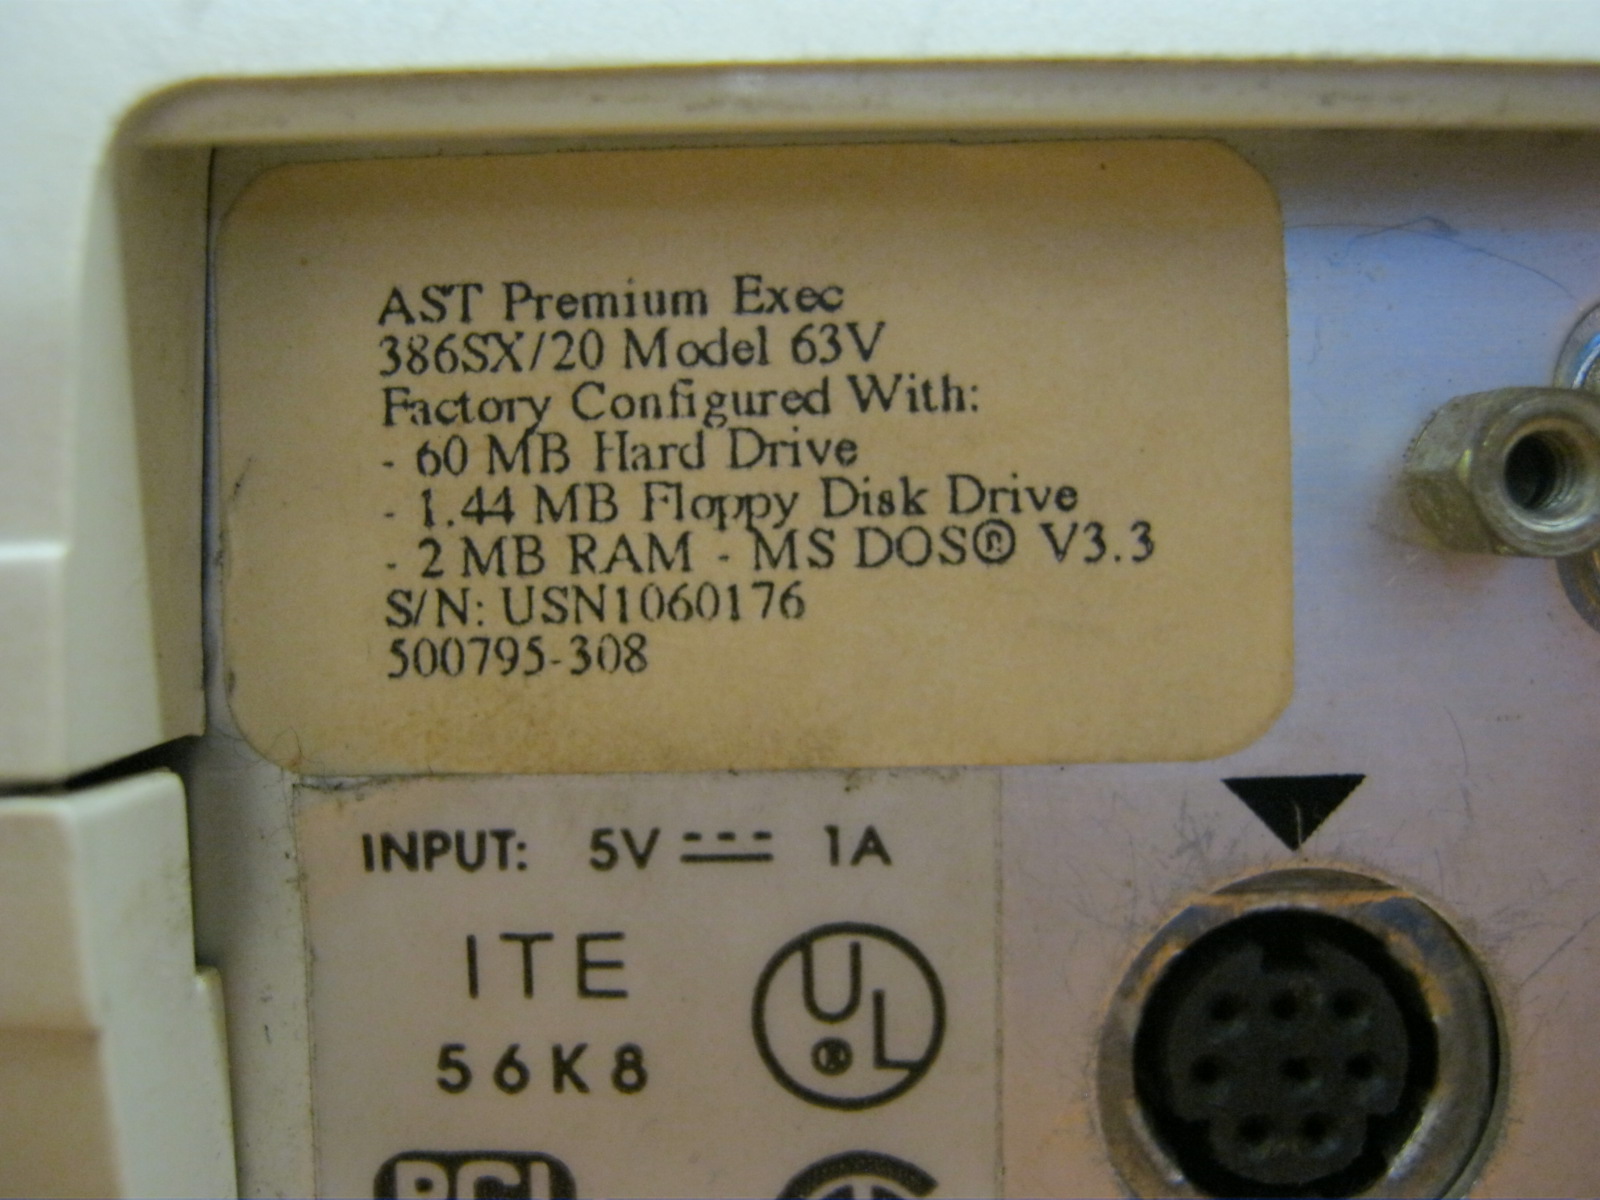 AST Premium Exec
386SX/20 Model 63V
Factory Configured With:
- 60 MB Hard Drive
- 1.44 MB Floppy Disk Drive
- 2 MB RAM - MS DOS® V3.3
S/N: USN1060176
500795-308
INPUT: 5V ⎓ 1A
ITE
56K8
UL
®